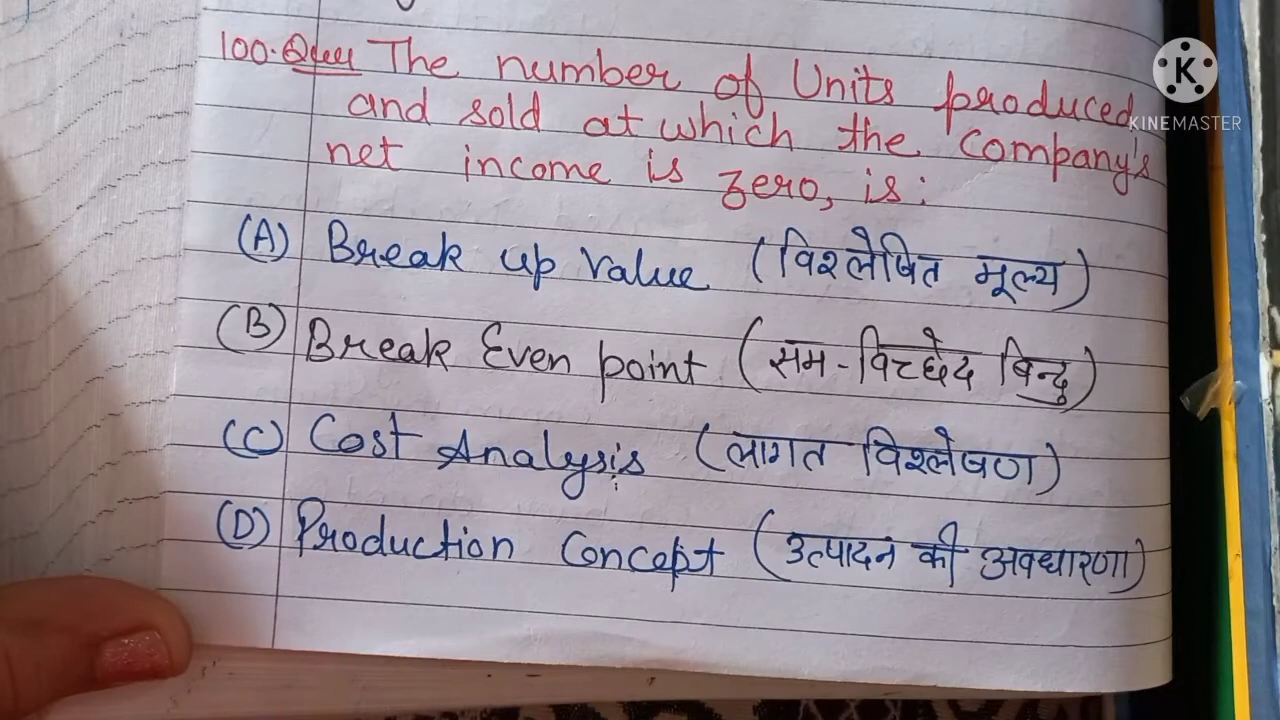 100. Ques The number of Units produced
and sold at which the Company's
net income is zero, is:
(A) Break up Value (विश्लेषित मूल्य)
(B) Break Even point (सम-विच्छेद बिन्दु)
(C) Cost Analysis (लागत विश्लेषण)
(D) Production Concept (उत्पादन की अवधारणा)
K
KINEMASTER